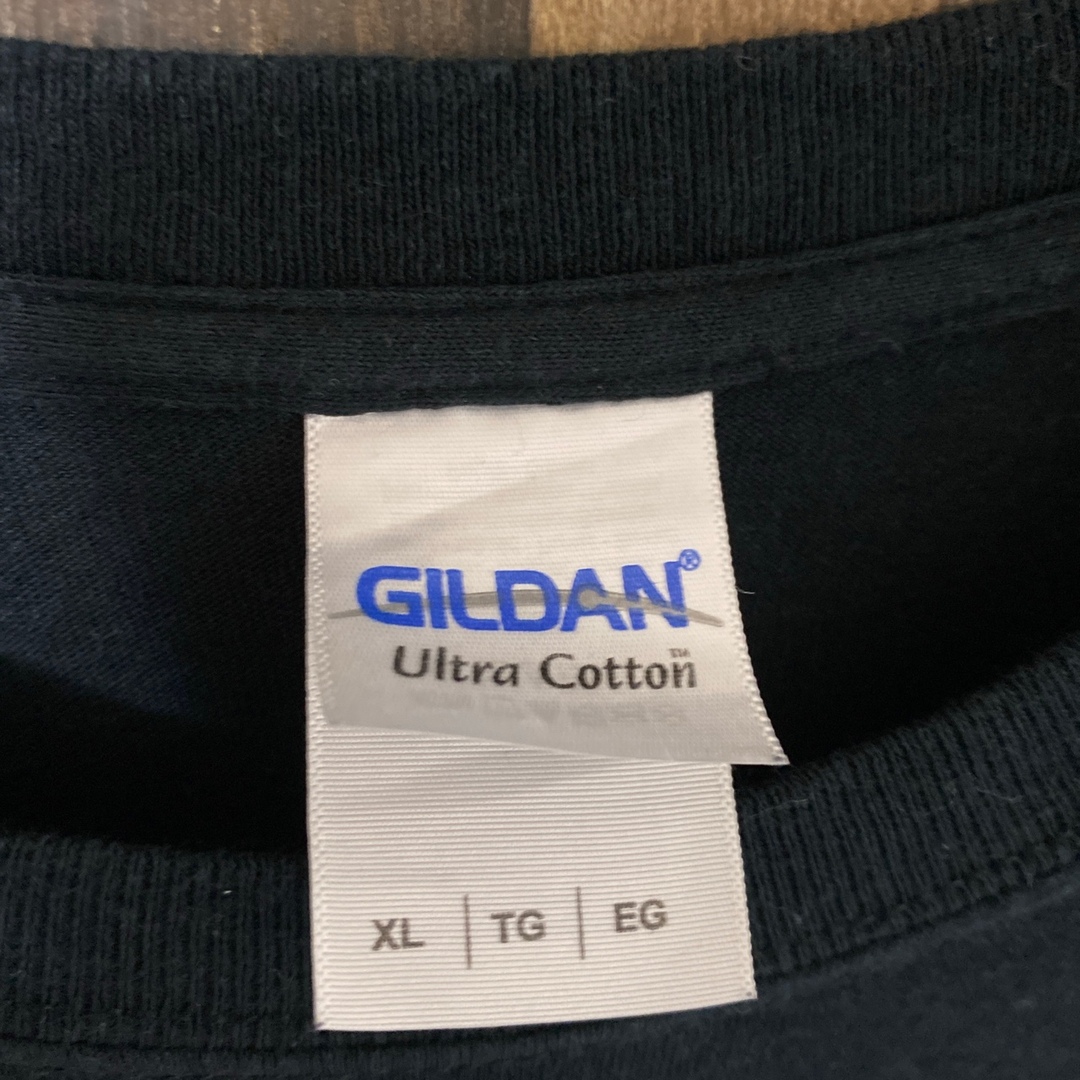 GILDAN®
Ultra Cotton™
XL | TG | EG